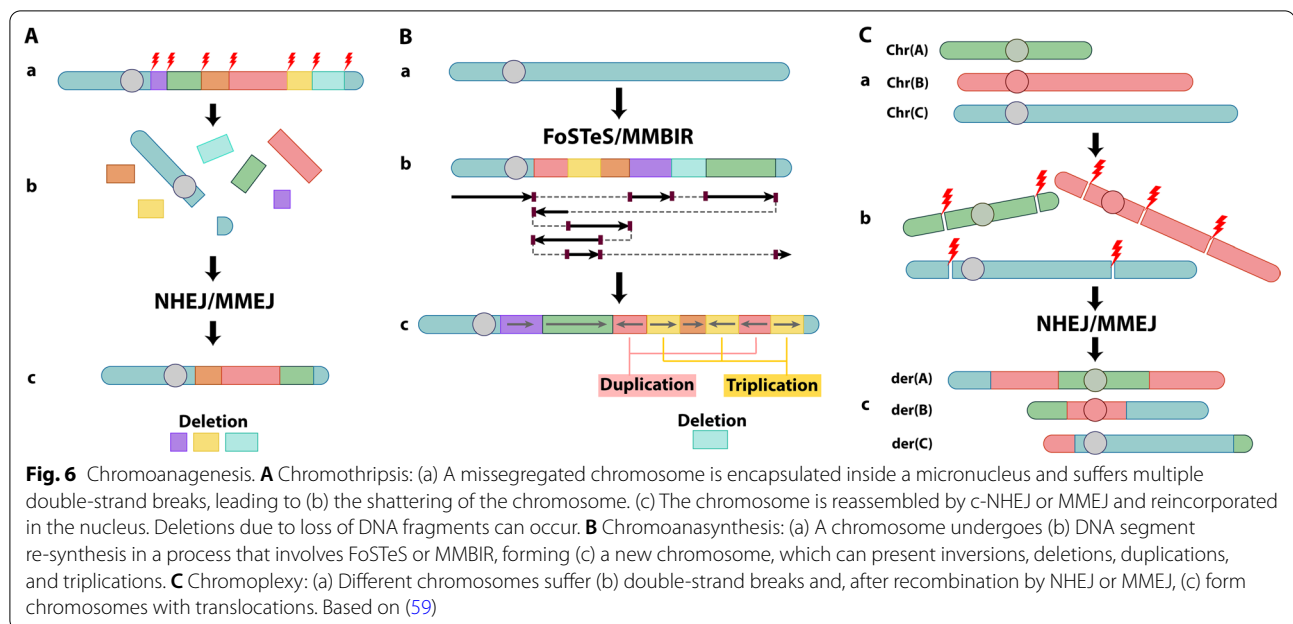 A
a
b
NHEJ/MMEJ
c
Deletion
B
a
FoSTeS/MMBIR
b
c
Duplication
Triplication
Deletion
C
Chr(A)
a
Chr(B)
Chr(C)
b
NHEJ/MMEJ
der(A)
c
der(B)
der(C)
Fig. 6 Chromoanagenesis. A Chromothripsis: (a) A missegregated chromosome is encapsulated inside a micronucleus and suffers multiple
double-strand breaks, leading to (b) the shattering of the chromosome. (c) The chromosome is reassembled by c-NHEJ or MMEJ and reincorporated
in the nucleus. Deletions due to loss of DNA fragments can occur. B Chromoanasynthesis: (a) A chromosome undergoes (b) DNA segment
re-synthesis in a process that involves FoSTeS or MMBIR, forming (c) a new chromosome, which can present inversions, deletions, duplications,
and triplications. C Chromoplexy: (a) Different chromosomes suffer (b) double-strand breaks and, after recombination by NHEJ or MMEJ, (c) form
chromosomes with translocations. Based on (59)